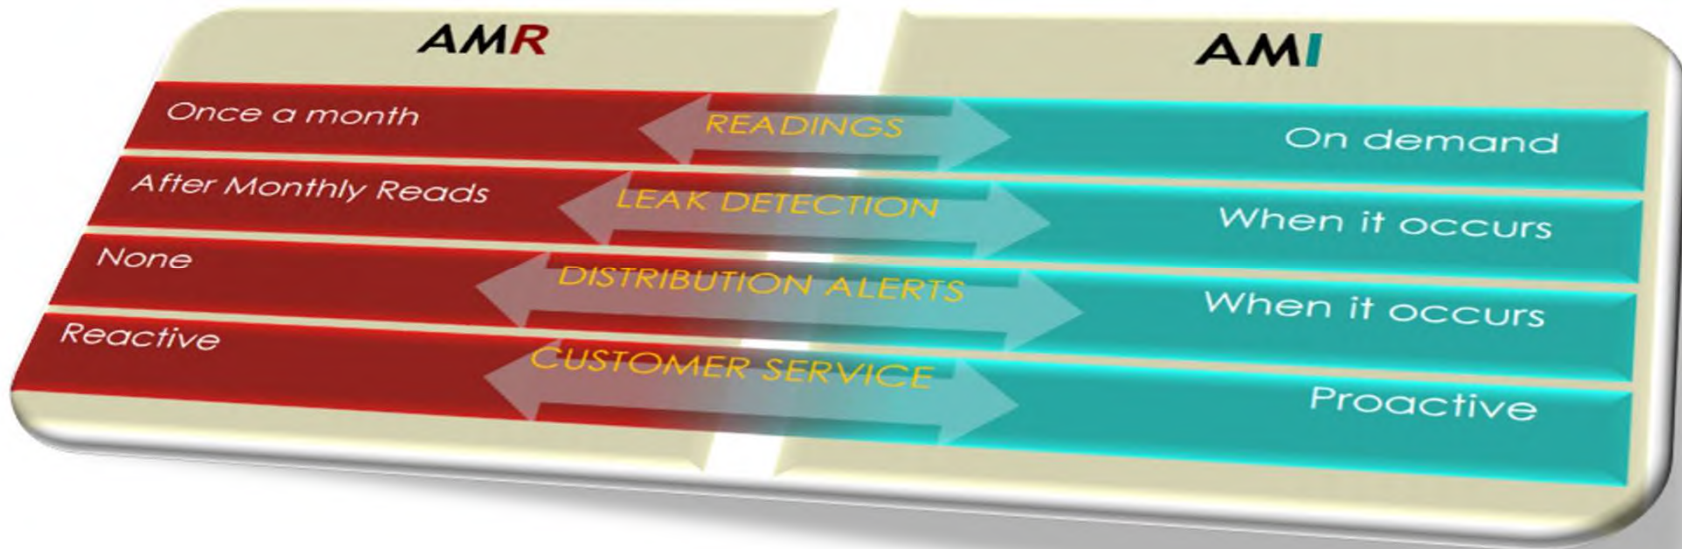 AMR
AMI
Once a month
READINGS
On demand
After Monthly Reads
LEAK DETECTION
When it occurs
None
DISTRIBUTION ALERTS
When it occurs
Reactive
CUSTOMER SERVICE
Proactive